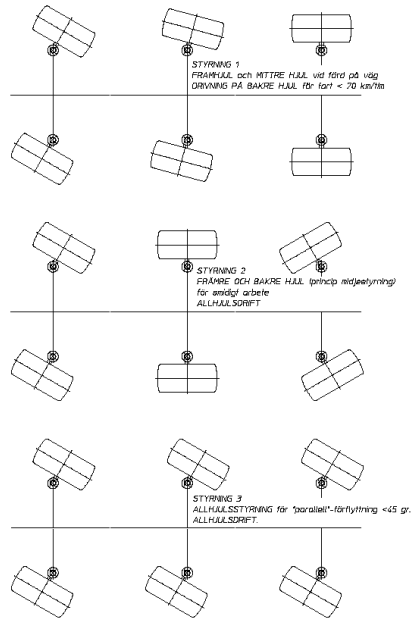 STYRNING 1
FRAMHJUL och MITTRE HJUL vid färd på väg
DRIVNING PÅ BAKRE HJUL för fart < 70 km/tim
STYRNING 2
FRÄMRE OCH BAKRE HJUL (princip midjestyrning)
för smidigt arbete
ALLHJULSDRIFT
STYRNING 3
ALLHJULSSTYRNING för "parallell"-förflyttning <45 gr.
ALLHJULSDRIFT.